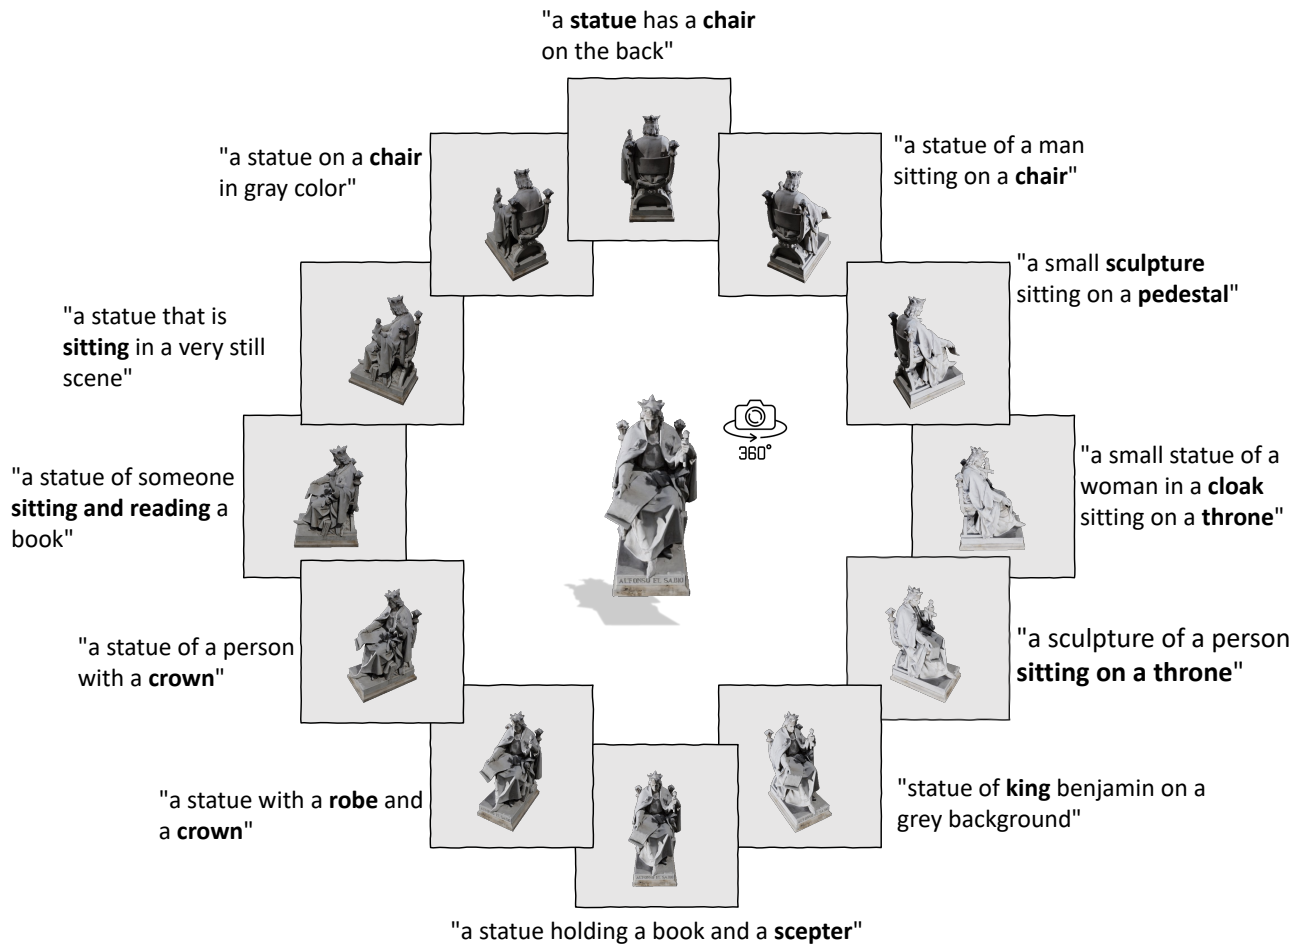 "a statue has a chair
on the back"
"a statue on a chair
in gray color"
"a statue of a man
sitting on a chair"
"a small sculpture
sitting on a pedestal"
"a statue that is
sitting in a very still
scene"
360°
"a statue of someone
sitting and reading a
book"
"a small statue of a
woman in a cloak
sitting on a throne"
ALFONSO EL SABIO
"a statue of a person
with a crown"
"a sculpture of a person
sitting on a throne"
"a statue with a robe and
a crown"
"statue of king benjamin on a
grey background"
ALFONSO EL SABIO
"a statue holding a book and a scepter"